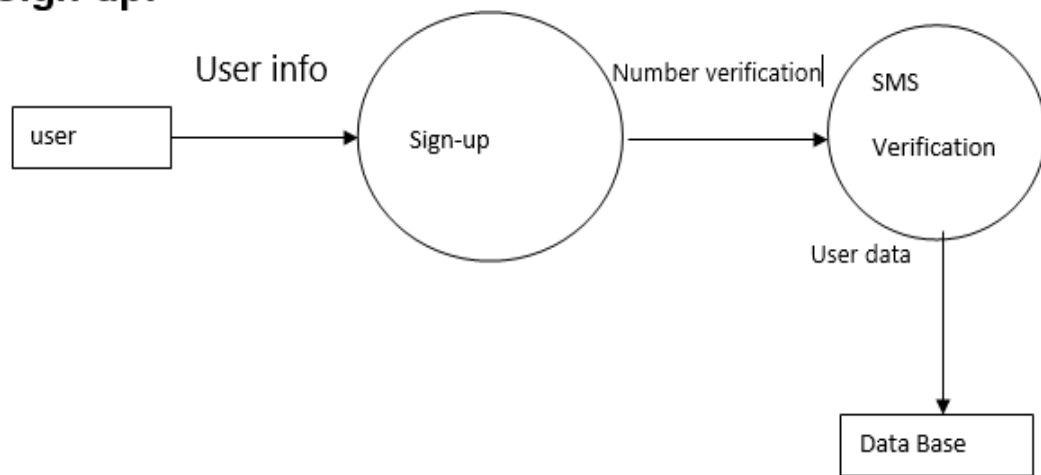 Sign-up:
User info
Number verification
user
Sign-up
SMS
Verification
User data
Data Base